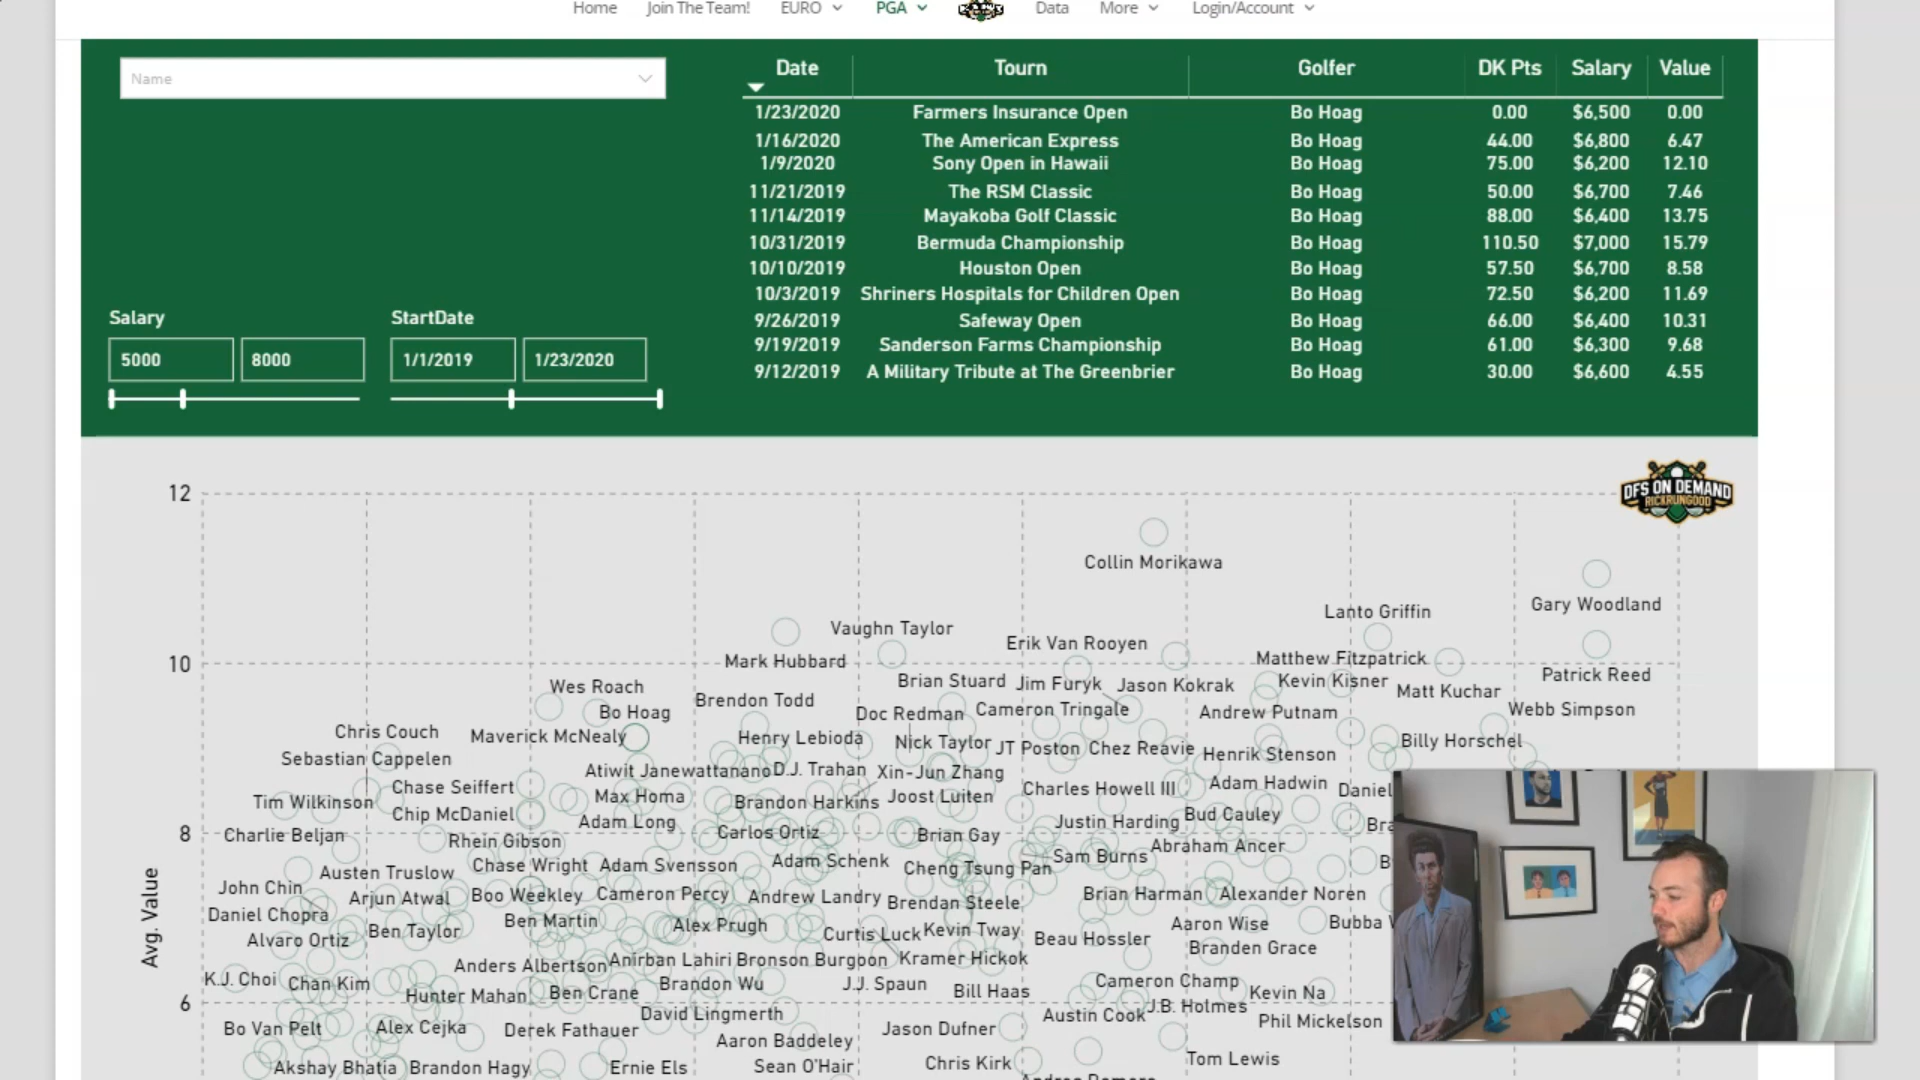 Home Join The Team! EURO PGA Data More Login/Account
Name
Date Tourn Golfer DK Pts Salary Value
1/23/2020 Farmers Insurance Open Bo Hoag 0.00 $6,500 0.00
1/16/2020 The American Express Bo Hoag 44.00 $6,800 6.47
1/9/2020 Sony Open in Hawaii Bo Hoag 75.00 $6,200 12.10
11/21/2019 The RSM Classic Bo Hoag 50.00 $6,700 7.46
11/14/2019 Mayakoba Golf Classic Bo Hoag 88.00 $6,400 13.75
10/31/2019 Bermuda Championship Bo Hoag 110.50 $7,000 15.79
10/10/2019 Houston Open Bo Hoag 57.50 $6,700 8.58
10/3/2019 Shriners Hospitals for Children Open Bo Hoag 72.50 $6,200 11.69
9/26/2019 Safeway Open Bo Hoag 66.00 $6,400 10.31
9/19/2019 Sanderson Farms Championship Bo Hoag 61.00 $6,300 9.68
9/12/2019 A Military Tribute at The Greenbrier Bo Hoag 30.00 $6,600 4.55
Salary StartDate
5000 8000 1/1/2019 1/23/2020
DFS ON DEMAND
RICKRUNGOOD
12
Collin Morikawa
Gary Woodland
Lanto Griffin
Vaughn Taylor
Erik Van Rooyen
10
Mark Hubbard Matthew Fitzpatrick
Patrick Reed
Brian Stuard Jim Furyk Jason Kokrak Kevin Kisner Matt Kuchar
Wes Roach Brendon Todd
Bo Hoag Doc Redman Cameron Tringale Andrew Putnam Webb Simpson
Chris Couch Maverick McNealy Henry Lebioda Nick Taylor JT Poston Chez Reavie Henrik Stenson Billy Horschel
Sebastian Cappelen Atiwit Janewattanano D.J. Trahan Xin-Jun Zhang
Chase Seiffert Max Homa Brandon Harkins Joost Luiten Charles Howell III Adam Hadwin Daniel
Tim Wilkinson Chip McDaniel Adam Long Justin Harding Bud Cauley Bra
8
Charlie Beljan Rhein Gibson Carlos Ortiz Brian Gay Abraham Ancer
Austen Truslow Chase Wright Adam Svensson Adam Schenk Cheng Tsung Pan Sam Burns B
John Chin Arjun Atwal Boo Weekley Cameron Percy Andrew Landry Brendan Steele Brian Harman Alexander Noren
Daniel Chopra Ben Taylor Ben Martin Alex Prugh Curtis Luck Kevin Tway Aaron Wise Bubba W
Alvaro Ortiz Beau Hossler Branden Grace
Avg. Value
Anders Albertson Anirban Lahiri Bronson Burgoon Kramer Hickok
K.J. Choi Chan Kim Hunter Mahan Ben Crane Brandon Wu J.J. Spaun Bill Haas Cameron Champ Kevin Na
6
David Lingmerth Austin Cook J.B. Holmes Phil Mickelson
Bo Van Pelt Alex Cejka Derek Fathauer Aaron Baddeley Jason Dufner
Akshay Bhatia Brandon Hagy Ernie Els Sean O'Hair Chris Kirk Tom Lewis